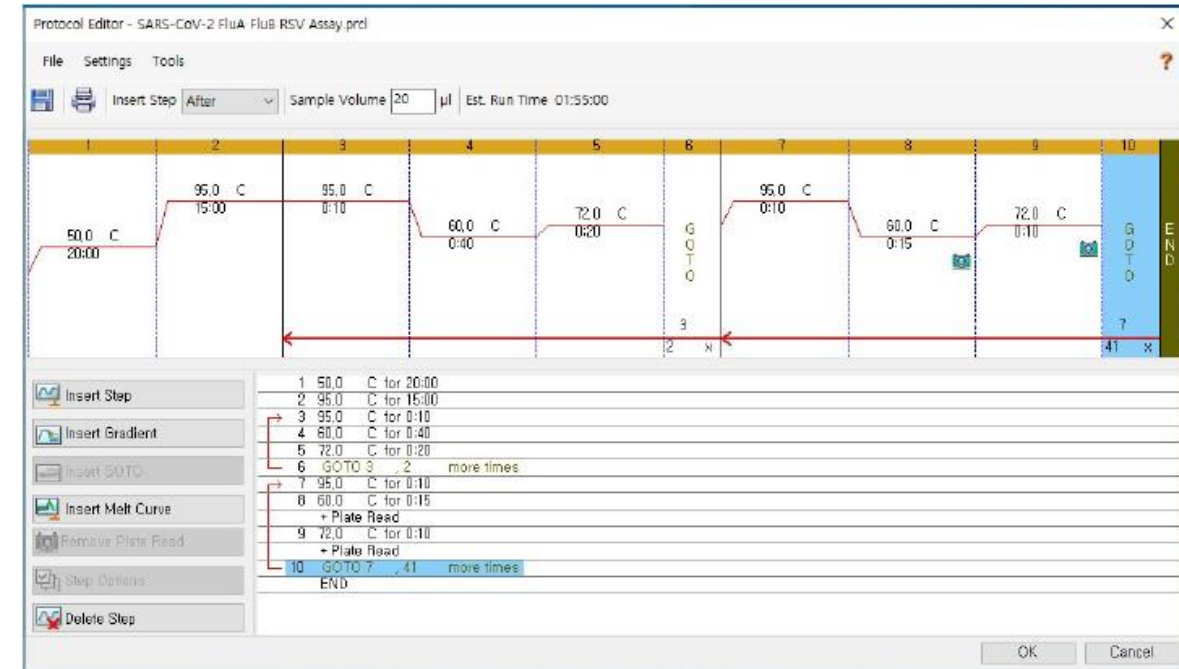 Protocol Editor - SARS-CoV-2 FluA FluB RSV Assay.prcl
File Settings Tools ?
Insert Step After Sample Volume 20 µl Est. Run Time 01:55:00
1 2 3 4 5 6 7 8 9 10
95,0 C 95,0 C 95,0 C
15:00 0:10 0:10
60,0 C 72,0 C 60,0 C 72,0 C
0:40 0:20 0:15 0:10
50,0 C
20:00
GOTO GOTO END
3 7
2 x 41 x
Insert Step
Insert Gradient
Insert GOTO
Insert Melt Curve
Remove Plate Read
Step Options
Delete Step
1 50,0 C for 20:00
2 95,0 C for 15:00
3 95,0 C for 0:10
4 60,0 C for 0:40
5 72,0 C for 0:20
6 GOTO 3 , 2 more times
7 95,0 C for 0:10
8 60,0 C for 0:15
+ Plate Read
9 72,0 C for 0:10
+ Plate Read
10 GOTO 7 , 41 more times
END
OK Cancel